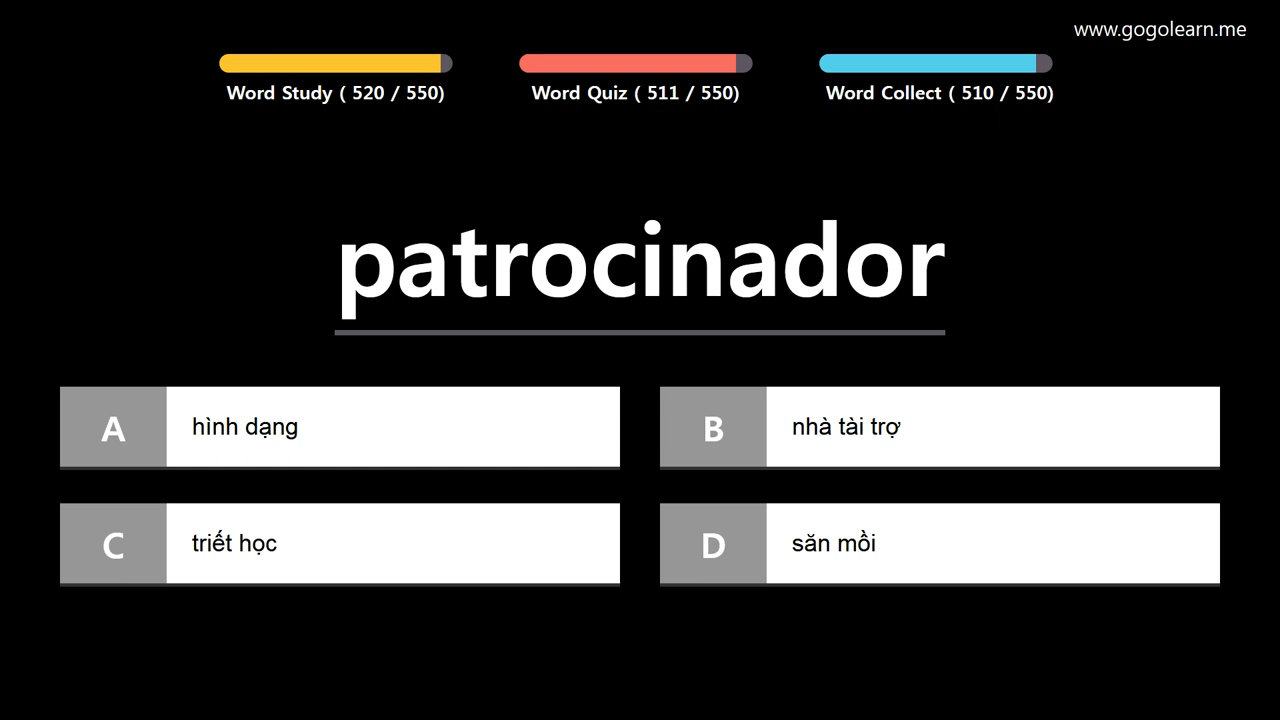 www.gogolearn.me
Word Study ( 520 / 550)
Word Quiz ( 511 / 550)
Word Collect ( 510 / 550)
patrocinador
A hình dạng
B nhà tài trợ
C triết học
D săn mồi